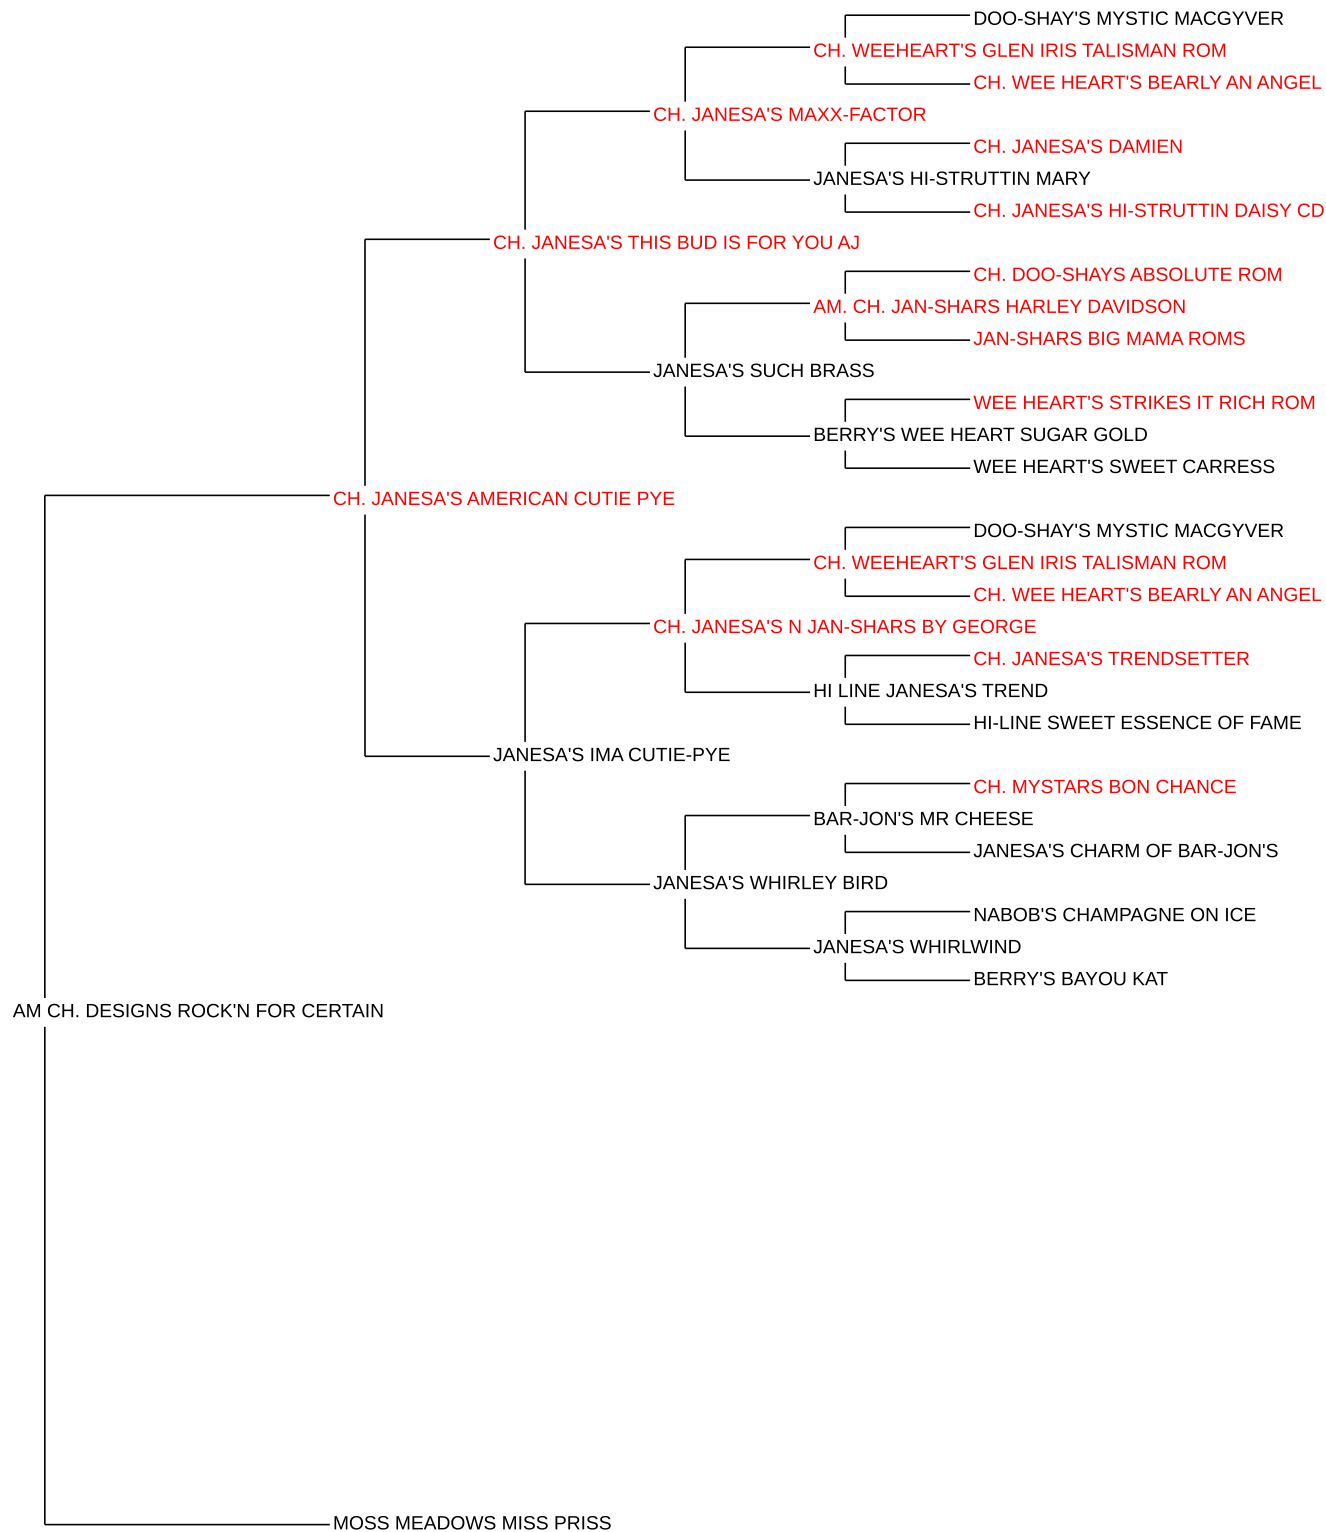 DOO-SHAY'S MYSTIC MACGYVER
CH. WEEHEART'S GLEN IRIS TALISMAN ROM
CH. WEE HEART'S BEARLY AN ANGEL
CH. JANESA'S MAXX-FACTOR
CH. JANESA'S DAMIEN
JANESA'S HI-STRUTTIN MARY
CH. JANESA'S HI-STRUTTIN DAISY CD
CH. JANESA'S THIS BUD IS FOR YOU AJ
CH. DOO-SHAYS ABSOLUTE ROM
AM. CH. JAN-SHARS HARLEY DAVIDSON
JAN-SHARS BIG MAMA ROMS
JANESA'S SUCH BRASS
WEE HEART'S STRIKES IT RICH ROM
BERRY'S WEE HEART SUGAR GOLD
WEE HEART'S SWEET CARRESS
CH. JANESA'S AMERICAN CUTIE PYE
DOO-SHAY'S MYSTIC MACGYVER
CH. WEEHEART'S GLEN IRIS TALISMAN ROM
CH. WEE HEART'S BEARLY AN ANGEL
CH. JANESA'S N JAN-SHARS BY GEORGE
CH. JANESA'S TRENDSETTER
HI LINE JANESA'S TREND
HI-LINE SWEET ESSENCE OF FAME
JANESA'S IMA CUTIE-PYE
CH. MYSTARS BON CHANCE
BAR-JON'S MR CHEESE
JANESA'S CHARM OF BAR-JON'S
JANESA'S WHIRLEY BIRD
NABOB'S CHAMPAGNE ON ICE
JANESA'S WHIRLWIND
BERRY'S BAYOU KAT
AM CH. DESIGNS ROCK'N FOR CERTAIN
MOSS MEADOWS MISS PRISS